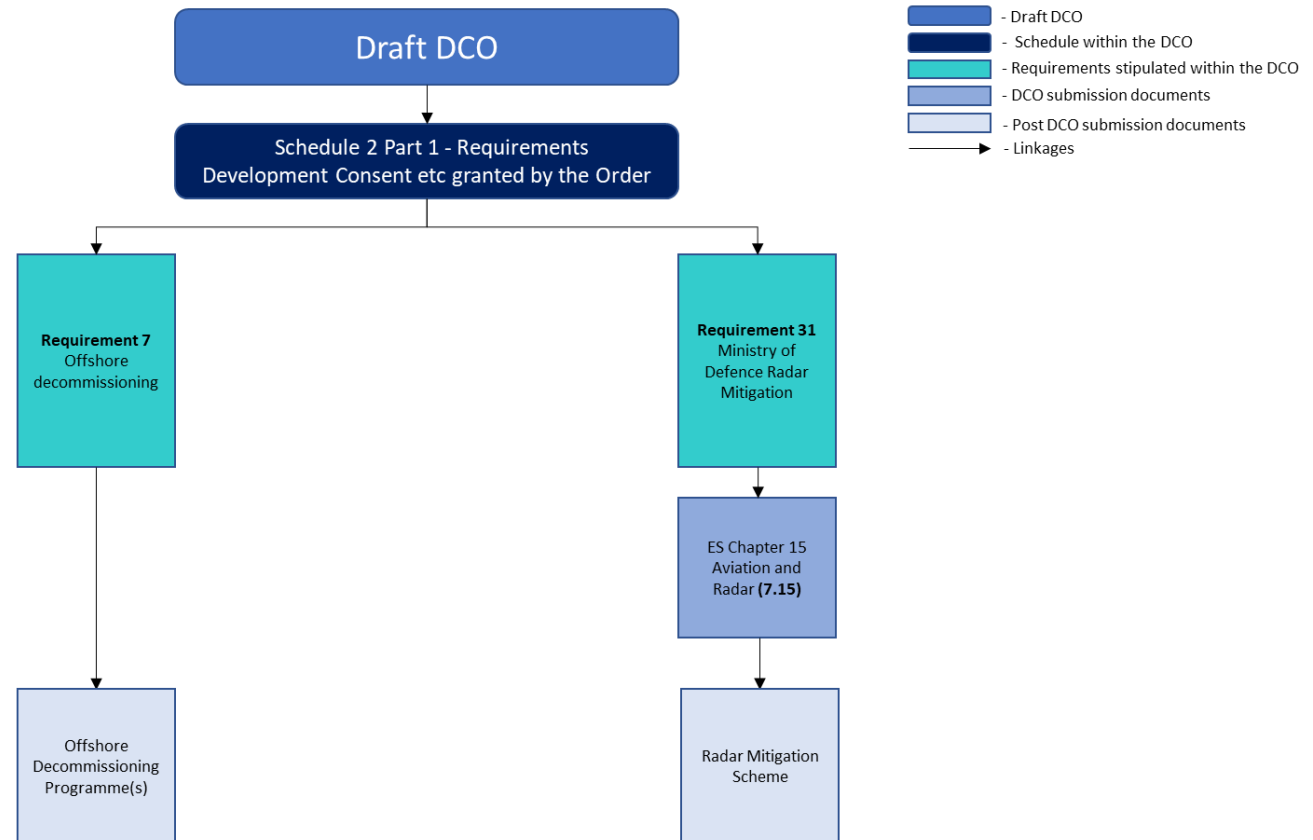 Draft DCO
Schedule 2 Part 1 - Requirements
Development Consent etc granted by the Order
Requirement 7
Offshore
decommissioning
Requirement 31
Ministry of
Defence Radar
Mitigation
ES Chapter 15
Aviation and
Radar (7.15)
Offshore
Decommissioning
Programme(s)
Radar Mitigation
Scheme
- Draft DCO
- Schedule within the DCO
- Requirements stipulated within the DCO
- DCO submission documents
- Post DCO submission documents
- Linkages